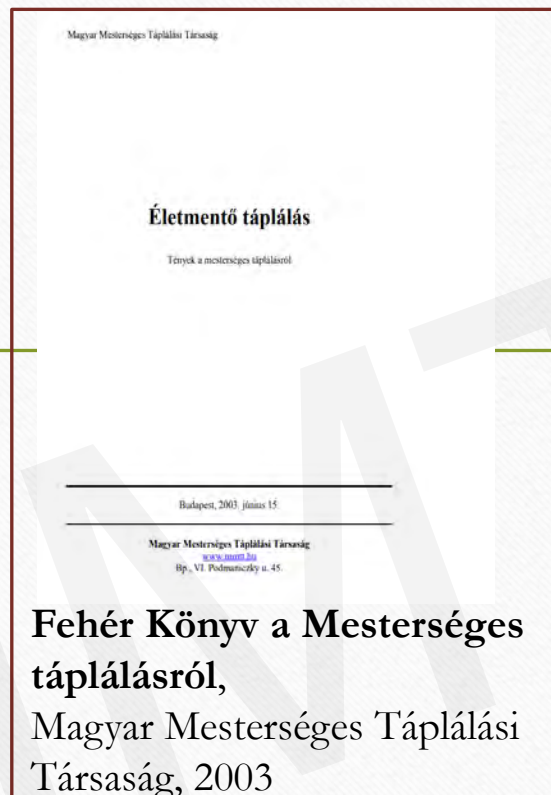 Magyar Mesterséges Táplálási Társaság
Életmentő táplálás
Tények a mesterséges táplálásról
Budapest, 2003. június 15.
Magyar Mesterséges Táplálási Társaság
www.mmtt.hu
Bp., VI. Podmaniczky u. 45.
Fehér Könyv a Mesterséges
táplálásról,
Magyar Mesterséges Táplálási
Társaság, 2003